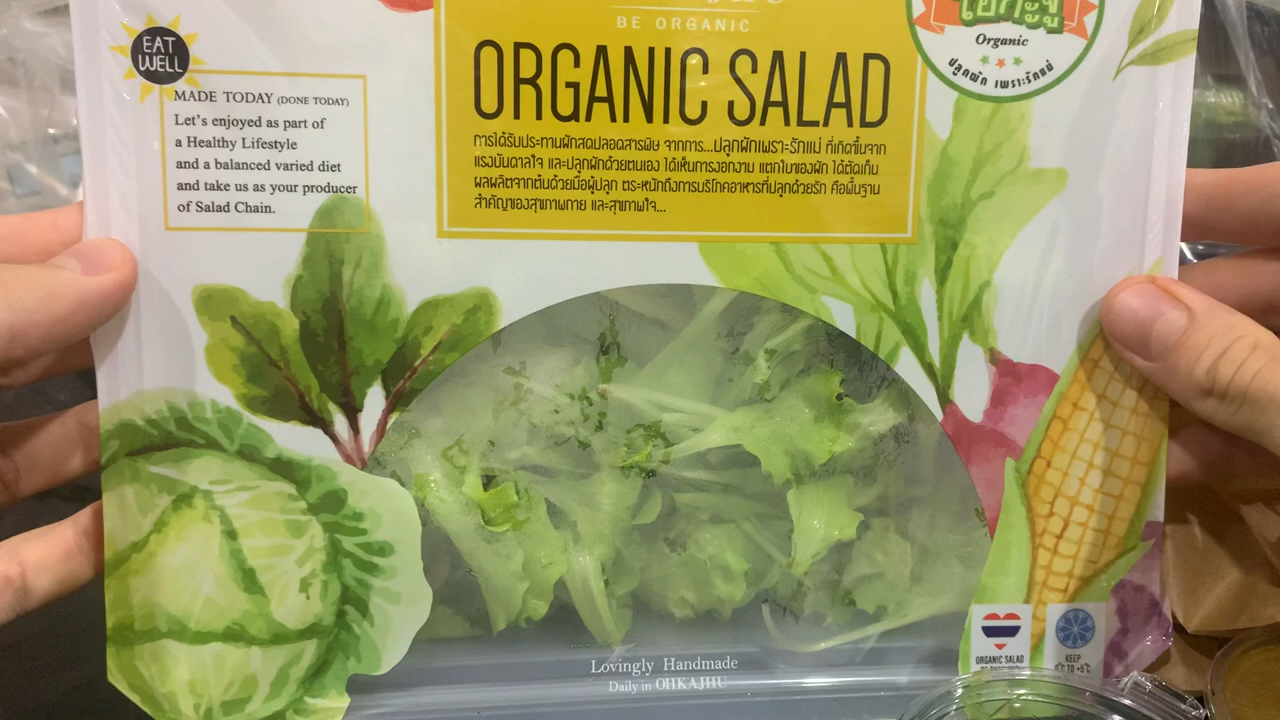 BE ORGANIC
ORGANIC SALAD
การได้รับประทานผักสดปลอดสารพิษ จากการ...ปลูกผักเพราะรักแม่ ที่เกิดขึ้นจาก
แรงบันดาลใจ และปลูกผักด้วยตนเอง ได้เห็นการงอกงาม แตกใบของผัก ได้ตัดเก็บ
ผลผลิตจากต้นด้วยมือผู้ปลูก ตระหนักถึงการบริโภคอาหารที่ปลูกด้วยรัก คือพื้นฐาน
สำคัญของสุขภาพกาย และสุขภาพใจ...
EAT
WELL
MADE TODAY (DONE TODAY)
Let's enjoyed as part of
a Healthy Lifestyle
and a balanced varied diet
and take us as your producer
of Salad Chain.
โอ้กะจู๋
Organic
ปลูกผัก เพราะรักแม่
Lovingly Handmade
Daily in OHKAJHU
ORGANIC SALAD
KEEP
0°C TO +5°C